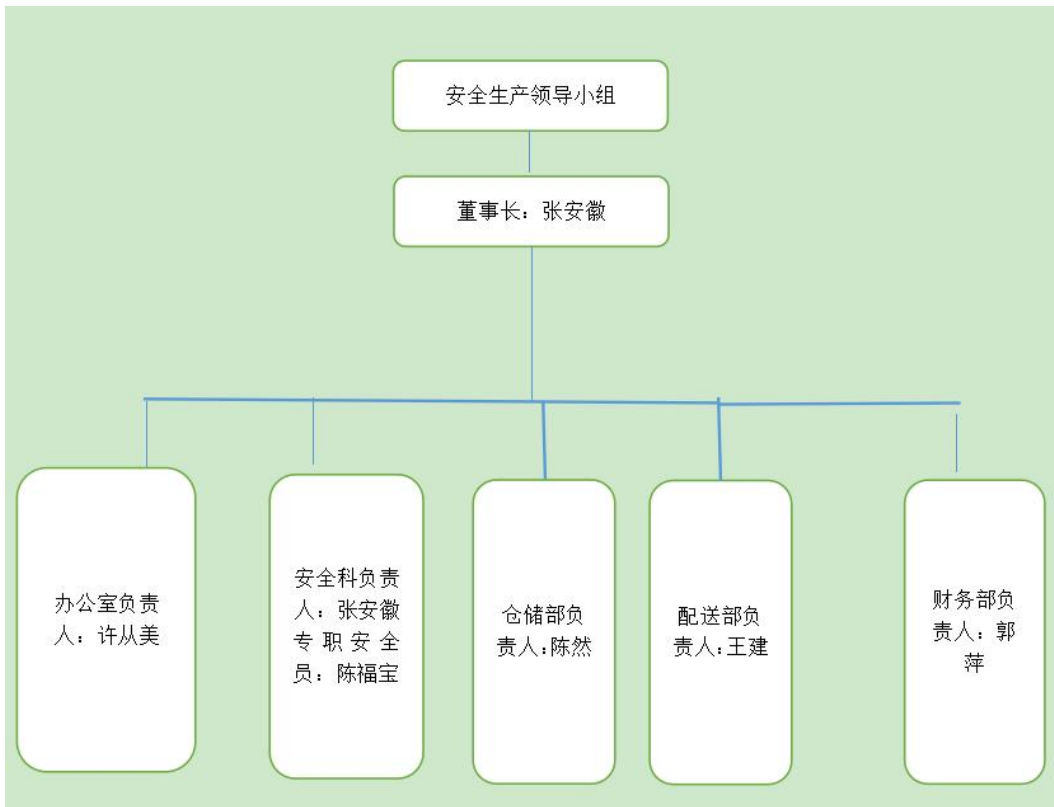 安全生产领导小组
董事长：张安徽
办公室负责
人：许从美
安全科负责
人：张安徽
专职安全
员：陈福宝
仓储部负
责人:陈然
配送部负
责人:王建
财务部负
责人：郭
萍